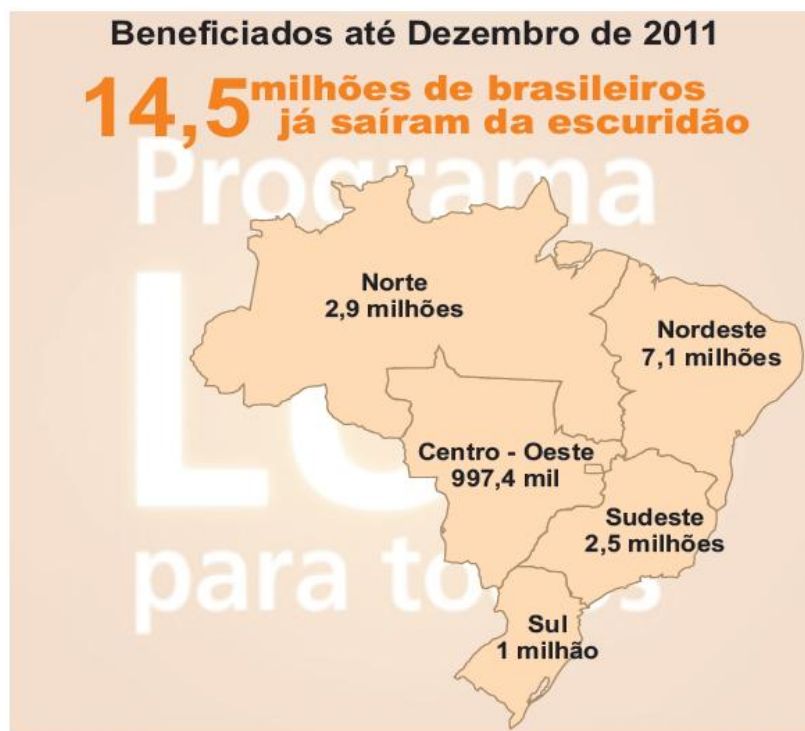 Beneficiados até Dezembro de 2011
14,5 milhões de brasileiros
já saíram da escuridão
Programa
Luz
para todos
Norte
2,9 milhões
Nordeste
7,1 milhões
Centro - Oeste
997,4 mil
Sudeste
2,5 milhões
Sul
1 milhão